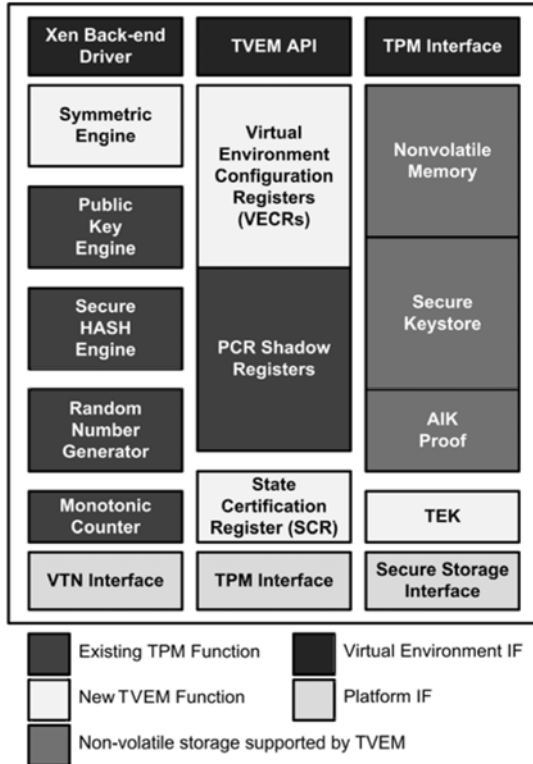 Xen Back-end
Driver
TVEM API
TPM Interface
Symmetric
Engine
Virtual
Environment
Configuration
Registers
(VECRs)
Nonvolatile
Memory
Public
Key
Engine
Secure
HASH
Engine
PCR Shadow
Registers
Secure
Keystore
Random
Number
Generator
AIK
Proof
Monotonic
Counter
State
Certification
Register (SCR)
TEK
VTN Interface
TPM Interface
Secure Storage
Interface
Existing TPM Function
Virtual Environment IF
New TVEM Function
Platform IF
Non-volatile storage supported by TVEM